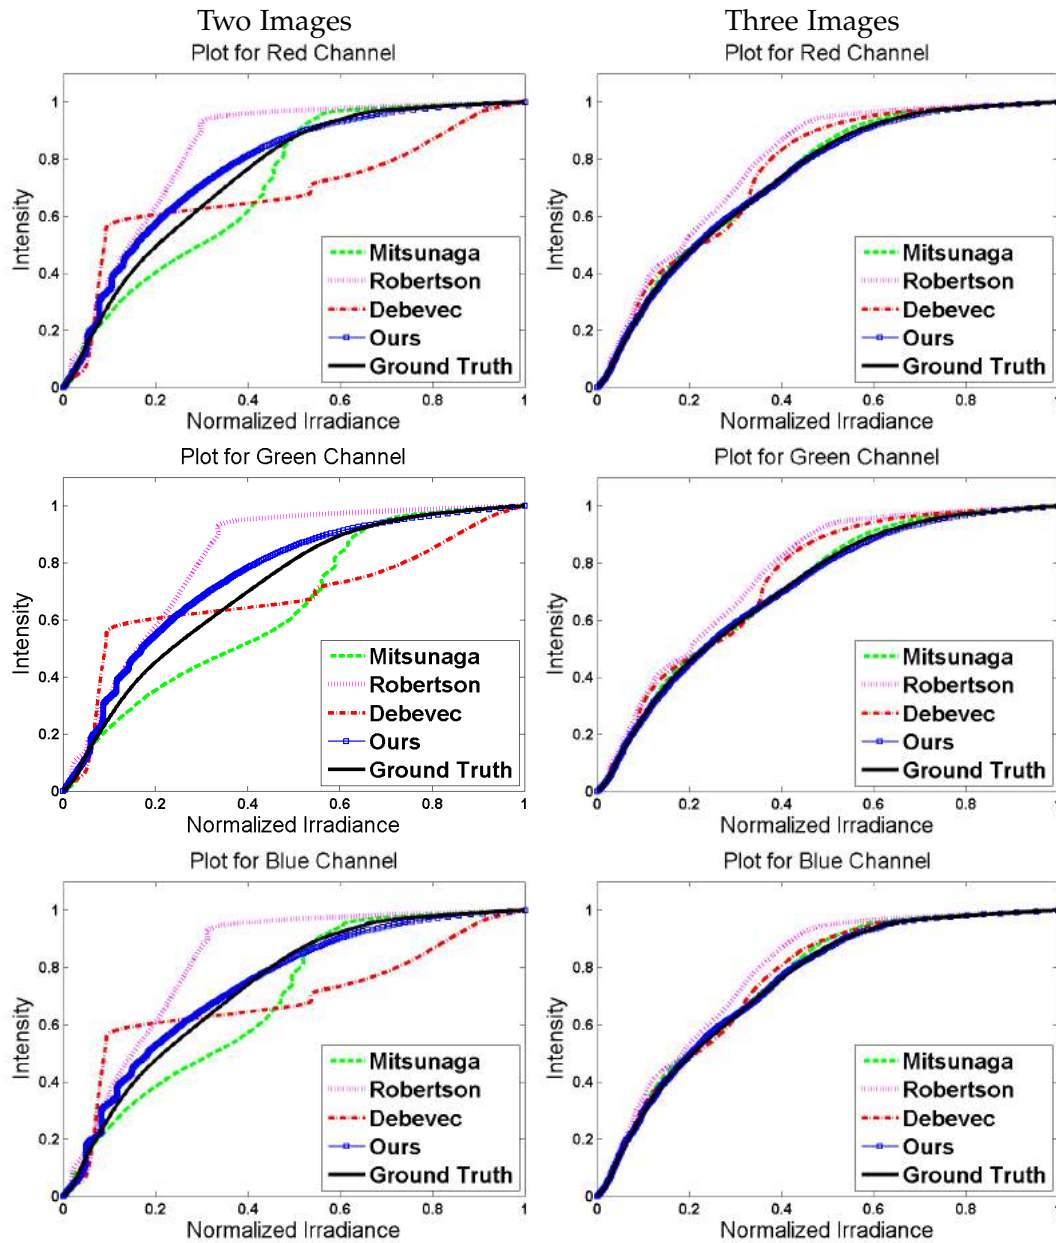 Two Images
Three Images
Plot for Red Channel
Plot for Red Channel
Intensity
1
0.8
0.6
0.4
0.2
0
0
0.2
0.4
0.6
0.8
1
Normalized Irradiance
Mitsunaga
Robertson
Debevec
Ours
Ground Truth
Intensity
1
0.8
0.6
0.4
0.2
0
0
0.2
0.4
0.6
0.8
1
Normalized Irradiance
Mitsunaga
Robertson
Debevec
Ours
Ground Truth
Plot for Green Channel
Plot for Green Channel
Intensity
1
0.8
0.6
0.4
0.2
0
0
0.2
0.4
0.6
0.8
1
Normalized Irradiance
Mitsunaga
Robertson
Debevec
Ours
Ground Truth
Intensity
1
0.8
0.6
0.4
0.2
0
0
0.2
0.4
0.6
0.8
1
Normalized Irradiance
Mitsunaga
Robertson
Debevec
Ours
Ground Truth
Plot for Blue Channel
Plot for Blue Channel
Intensity
1
0.8
0.6
0.4
0.2
0
0
0.2
0.4
0.6
0.8
1
Normalized Irradiance
Mitsunaga
Robertson
Debevec
Ours
Ground Truth
Intensity
1
0.8
0.6
0.4
0.2
0
0
0.2
0.4
0.6
0.8
1
Normalized Irradiance
Mitsunaga
Robertson
Debevec
Ours
Ground Truth